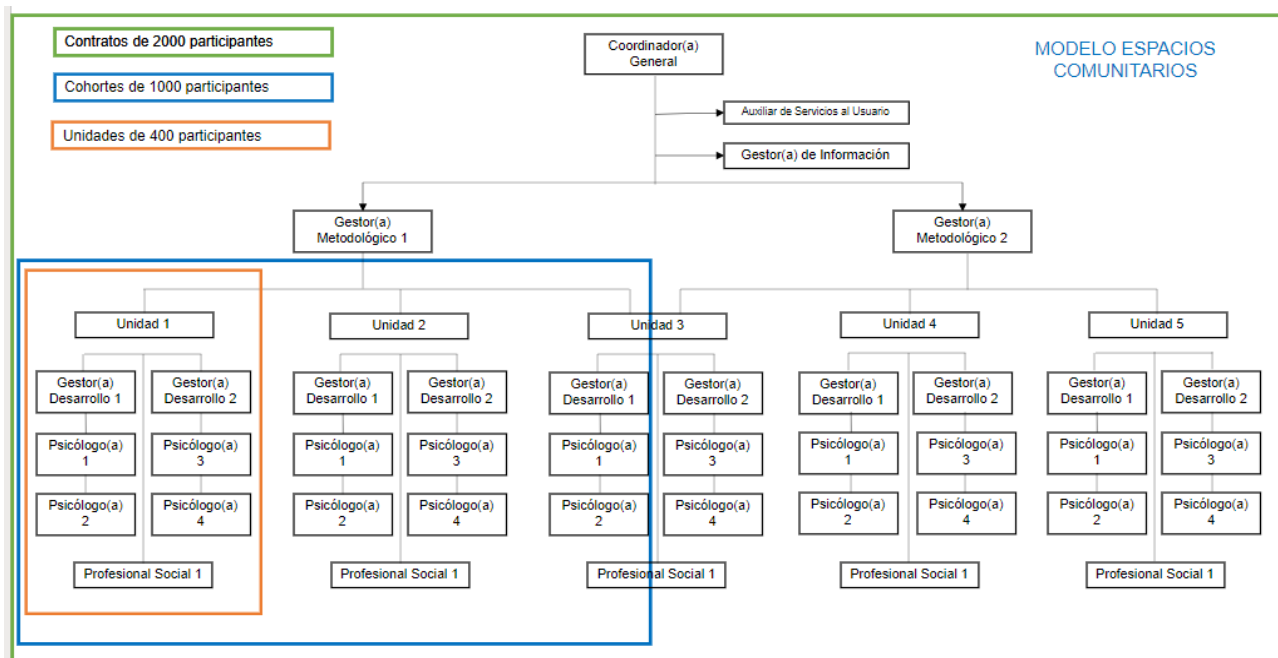 Contratos de 2000 participantes
Cohortes de 1000 participantes
Unidades de 400 participantes
MODELO ESPACIOS
COMUNITARIOS
Coordinador(a)
General
Auxiliar de Servicios al Usuario
Gestor(a) de Información
Gestor(a)
Metodológico 1
Gestor(a)
Metodológico 2
Unidad 1
Unidad 2
Unidad 3
Unidad 4
Unidad 5
Gestor(a)
Desarrollo 1
Gestor(a)
Desarrollo 2
Gestor(a)
Desarrollo 1
Gestor(a)
Desarrollo 2
Gestor(a)
Desarrollo 1
Gestor(a)
Desarrollo 2
Gestor(a)
Desarrollo 1
Gestor(a)
Desarrollo 2
Gestor(a)
Desarrollo 1
Gestor(a)
Desarrollo 2
Psicólogo(a)
1
Psicólogo(a)
3
Psicólogo(a)
1
Psicólogo(a)
3
Psicólogo(a)
1
Psicólogo(a)
3
Psicólogo(a)
1
Psicólogo(a)
3
Psicólogo(a)
1
Psicólogo(a)
3
Psicólogo(a)
2
Psicólogo(a)
4
Psicólogo(a)
2
Psicólogo(a)
4
Psicólogo(a)
2
Psicólogo(a)
4
Psicólogo(a)
2
Psicólogo(a)
4
Psicólogo(a)
2
Psicólogo(a)
4
Profesional Social 1
Profesional Social 1
Profesional Social 1
Profesional Social 1
Profesional Social 1